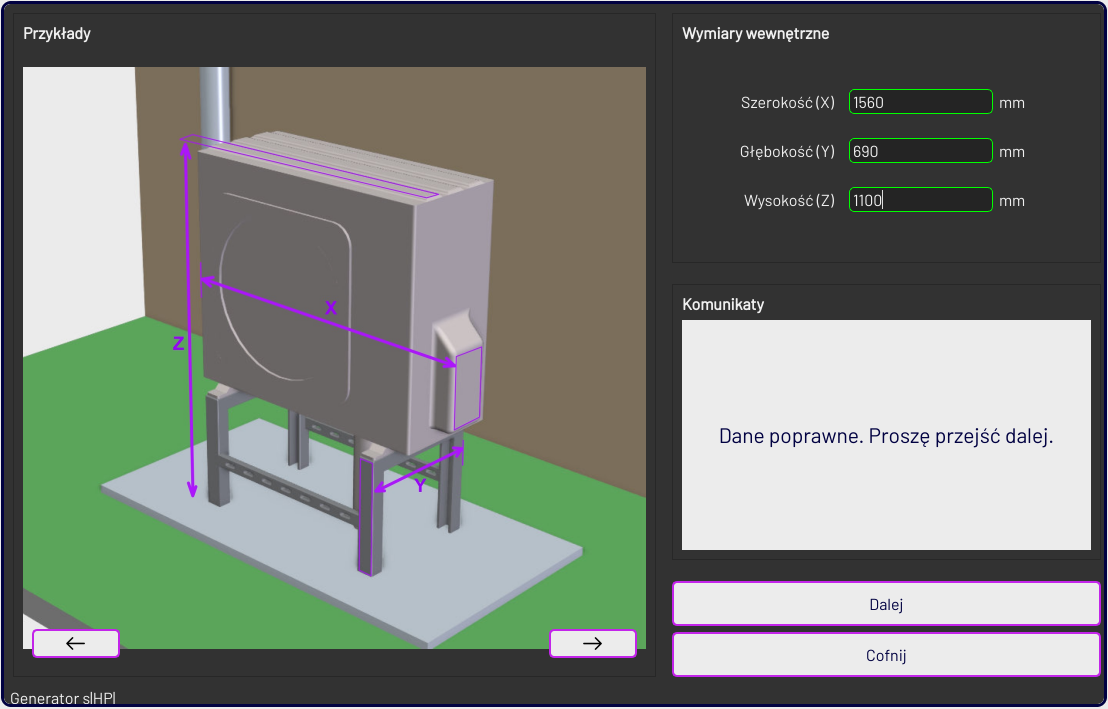 Przykłady
Z
X
Y
←
→
Wymiary wewnętrzne
Szerokość (X) 1560 mm
Głębokość (Y) 690 mm
Wysokość (Z) 1100 mm
Komunikaty
Dane poprawne. Proszę przejść dalej.
Dalej
Cofnij
Generator s|HP|